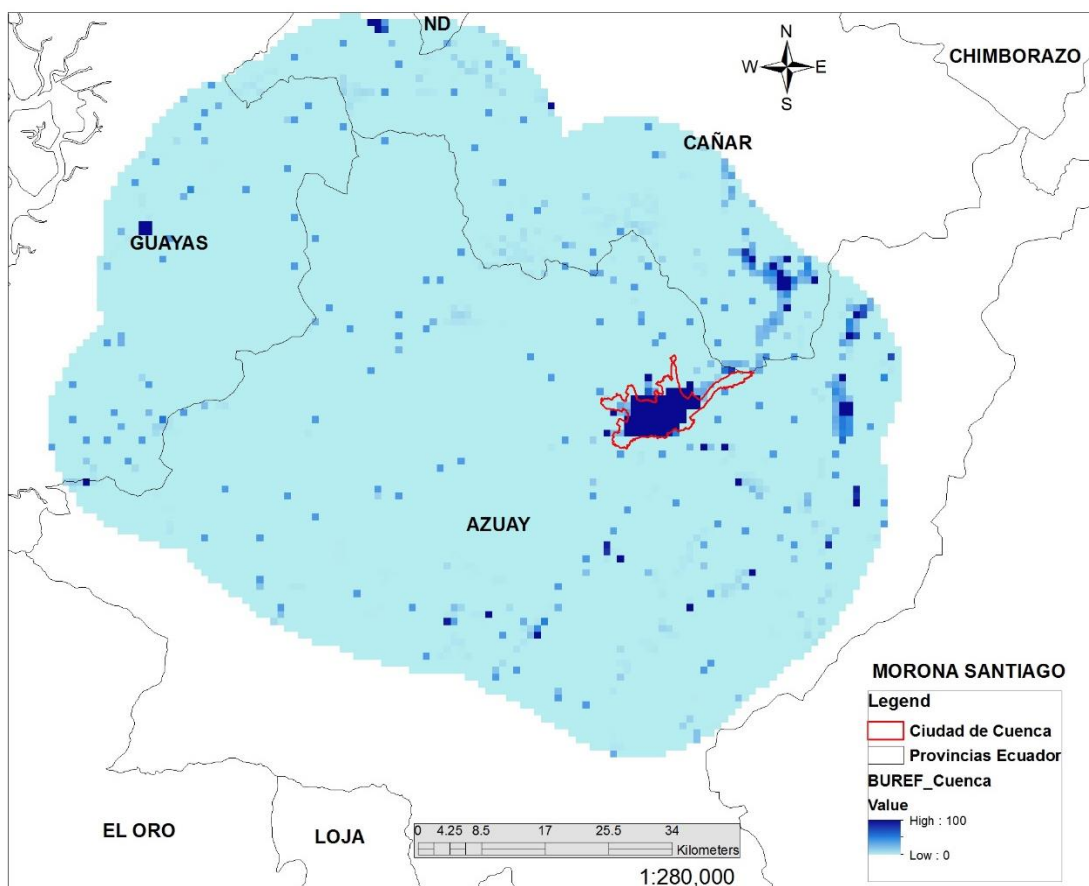 ND
N
CHIMBORAZO
W E
S
CAÑAR
GUAYAS
AZUAY
MORONA SANTIAGO
Legend
Ciudad de Cuenca
Provincias Ecuador
BUREF_Cuenca
Value
High : 100
Low : 0
EL ORO
LOJA
0 4.25 8.5 17 25.5 34
Kilometers
1:280,000